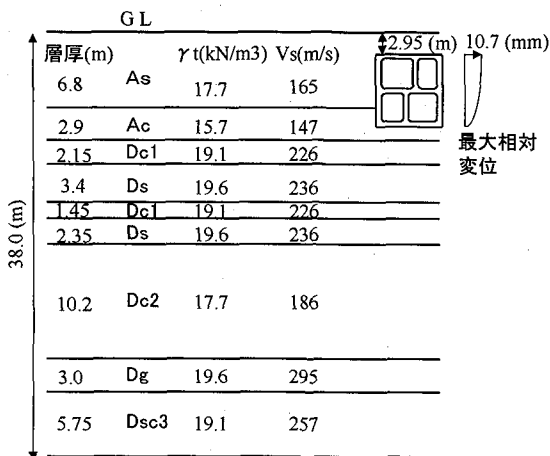 GL
層厚(m) γt(kN/m3) Vs(m/s)
2.95 (m) 10.7 (mm)
6.8 As 17.7 165
2.9 Ac 15.7 147
最大相対
変位
2.15 Dc1 19.1 226
3.4 Ds 19.6 236
1.45 Dc1 19.1 226
2.35 Ds 19.6 236
38.0 (m)
10.2 Dc2 17.7 186
3.0 Dg 19.6 295
5.75 Dsc3 19.1 257